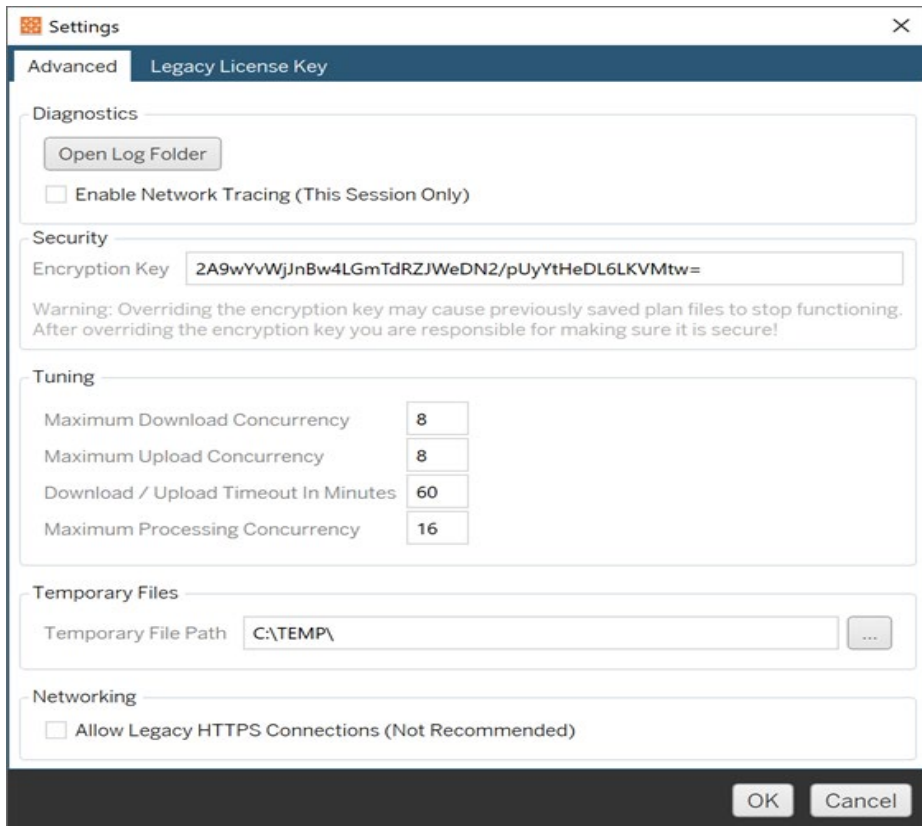 Settings
Advanced
Legacy License Key
Diagnostics
Open Log Folder
Enable Network Tracing (This Session Only)
Security
Encryption Key 2A9wYvWjJnBw4LGmTdRZJWeDN2/pUyYtHeDL6LKVMtw=
Warning: Overriding the encryption key may cause previously saved plan files to stop functioning.
After overriding the encryption key you are responsible for making sure it is secure!
Tuning
Maximum Download Concurrency 8
Maximum Upload Concurrency 8
Download / Upload Timeout In Minutes 60
Maximum Processing Concurrency 16
Temporary Files
Temporary File Path C:\TEMP\ ...
Networking
Allow Legacy HTTPS Connections (Not Recommended)
OK Cancel